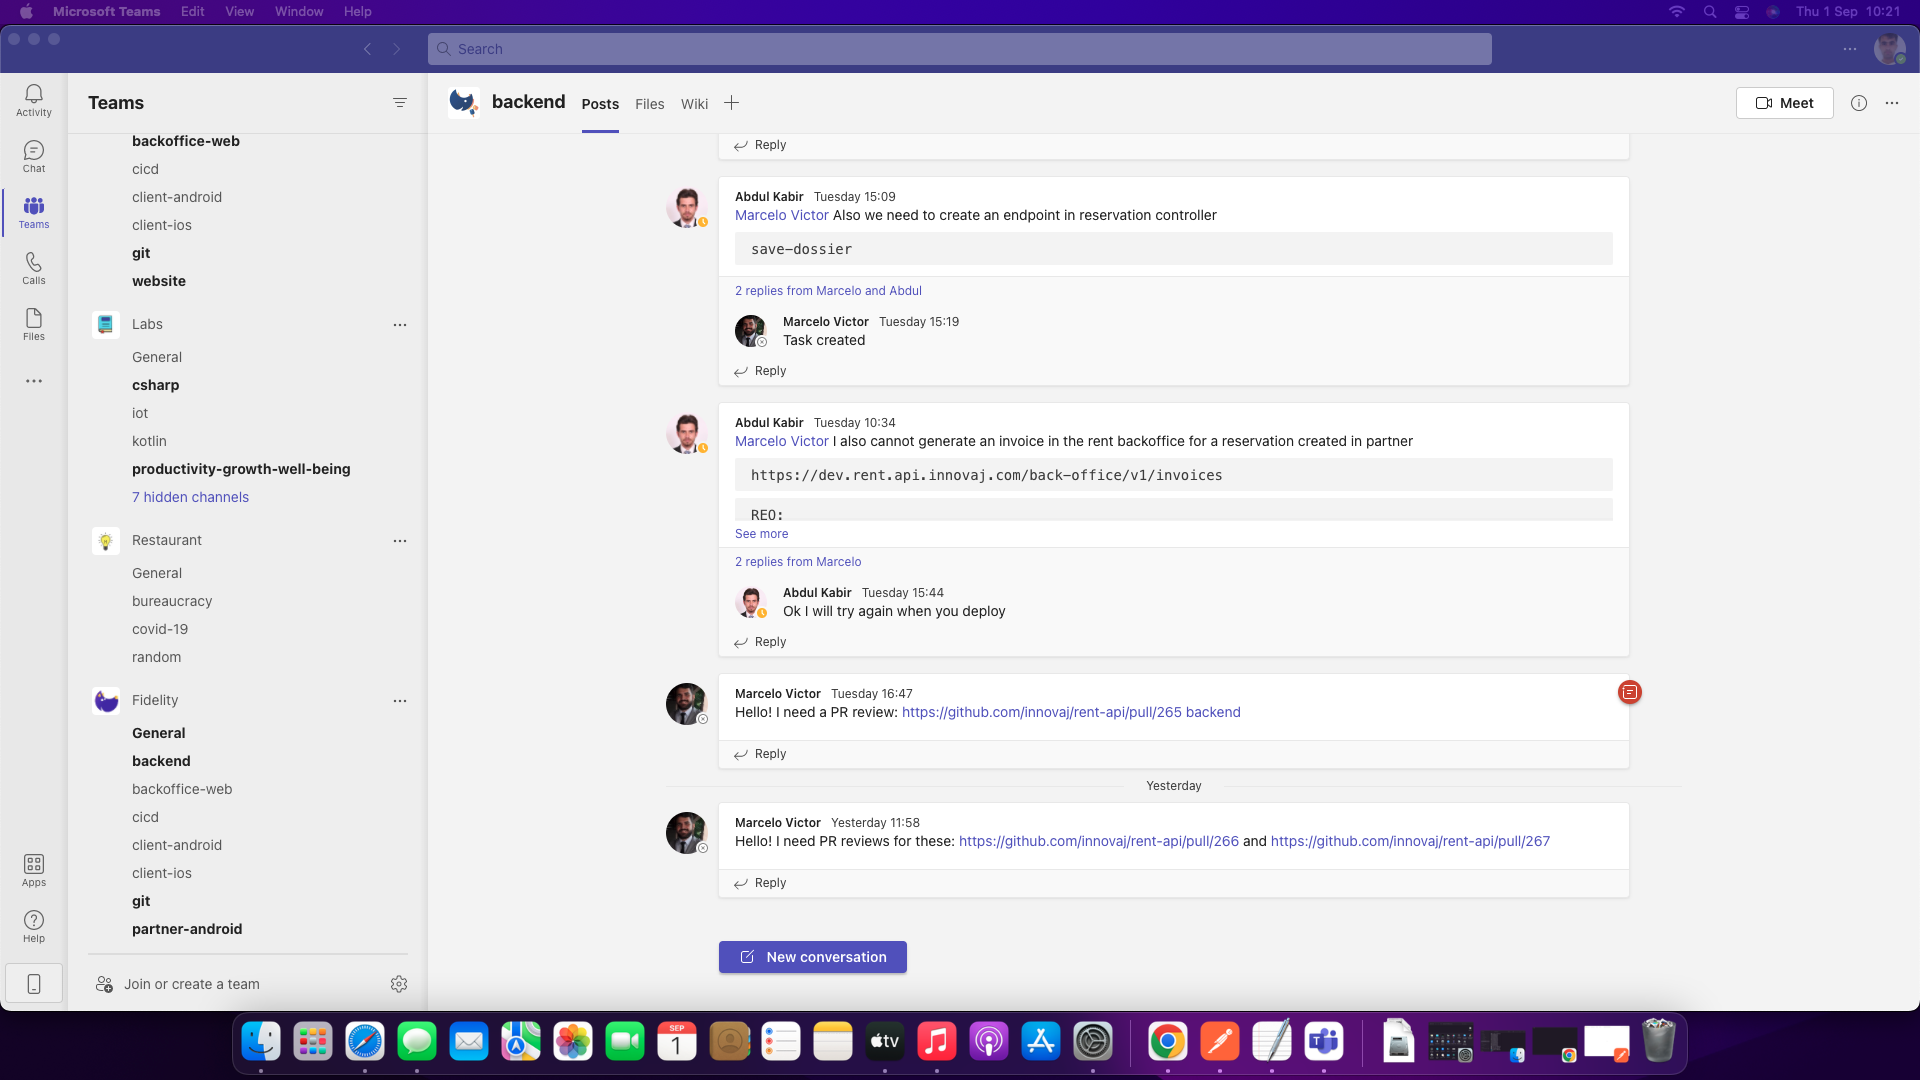 Microsoft Teams Edit View Window Help Thu 1 Sep 10:21
Search
Activity
Chat
Teams
Calls
Files
Apps
Help
Teams
backoffice-web
cicd
client-android
client-ios
git
website
Labs
General
csharp
iot
kotlin
productivity-growth-well-being
7 hidden channels
Restaurant
General
bureaucracy
covid-19
random
Fidelity
General
backend
backoffice-web
cicd
client-android
client-ios
git
partner-android
Join or create a team
backend Posts Files Wiki Meet
Reply
Abdul Kabir Tuesday 15:09
Marcelo Victor Also we need to create an endpoint in reservation controller
save-dossier
2 replies from Marcelo and Abdul
Marcelo Victor Tuesday 15:19
Task created
Reply
Abdul Kabir Tuesday 10:34
Marcelo Victor I also cannot generate an invoice in the rent backoffice for a reservation created in partner
https://dev.rent.api.innovaj.com/back-office/v1/invoices
REQ:
See more
2 replies from Marcelo
Abdul Kabir Tuesday 15:44
Ok I will try again when you deploy
Reply
Marcelo Victor Tuesday 16:47
Hello! I need a PR review: https://github.com/innovaj/rent-api/pull/265 backend
Reply
Yesterday
Marcelo Victor Yesterday 11:58
Hello! I need PR reviews for these: https://github.com/innovaj/rent-api/pull/266 and https://github.com/innovaj/rent-api/pull/267
Reply
New conversation
SEP
1
tv